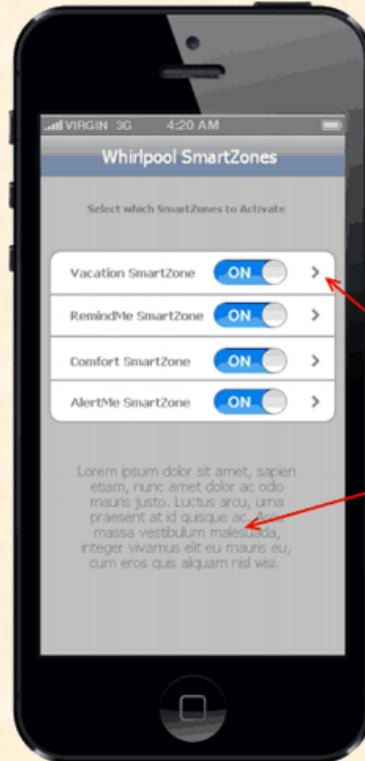 VIRGIN 3G 4:20 AM
Whirlpool SmartZones
Select which SmartZones to Activate
Vacation SmartZone ON
RemindMe SmartZone ON
Comfort SmartZone ON
AlertMe SmartZone ON
Lorem ipsum dolor sit amet, sapien
etiam, nunc amet dolor ac odio
mauris justo. Luctus arcu, urna
praesent at id quisque ac. Arcu
massa vestibulum malesuada,
integer vivamus elit eu mauris eu,
cum eros quis aliquam nisl wisi.